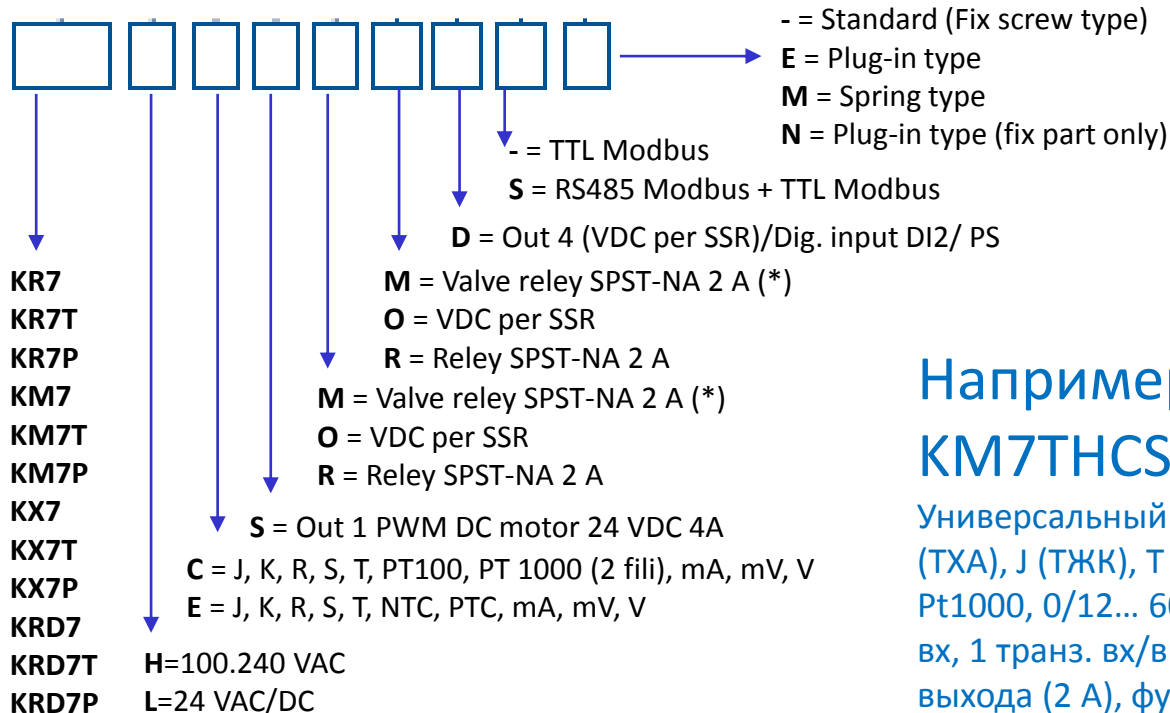 - = Standard (Fix screw type)
E = Plug-in type
M = Spring type
N = Plug-in type (fix part only)
- = TTL Modbus
S = RS485 Modbus + TTL Modbus
D = Out 4 (VDC per SSR)/Dig. input DI2/ PS
M = Valve reley SPST-NA 2 A (*)
O = VDC per SSR
R = Reley SPST-NA 2 A
M = Valve reley SPST-NA 2 A (*)
O = VDC per SSR
R = Reley SPST-NA 2 A
S = Out 1 PWM DC motor 24 VDC 4A
C = J, K, R, S, T, PT100, PT 1000 (2 fili), mA, mV, V
E = J, K, R, S, T, NTC, PTC, mA, mV, V
H=100.240 VAC
L=24 VAC/DC
KR7
KR7T
KR7P
KM7
KM7T
KM7P
KX7
KX7T
KX7P
KRD7
KRD7T
KRD7P
Например
KM7THCS
Универсальный
(ТХА), J (ТЖК), T
Pt1000, 0/12... 60
вх, 1 транз. вх/в
выхода (2 А), фу